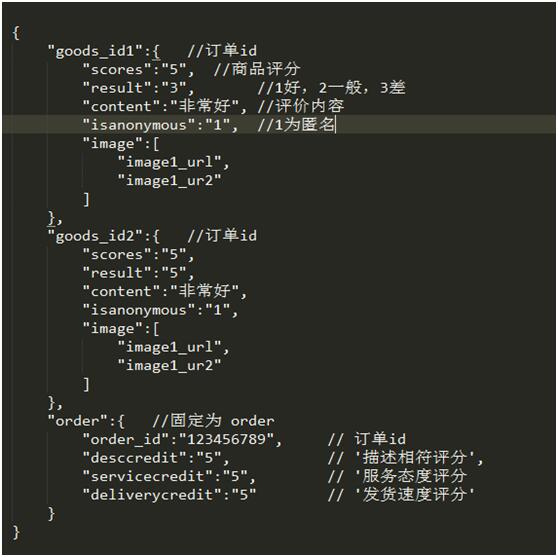 {
    "goods_id1":{   //订单id
        "scores":"5",  //商品评分
        "result":"3",       //1好, 2一般, 3差
        "content":"非常好", //评价内容
        "isanonymous":"1",  //1为匿名
        "image":[
            "image1_url",
            "image1_ur2"
        ]
    },
    "goods_id2":{   //订单id
        "scores":"5",
        "result":"5",
        "content":"非常好",
        "isanonymous":"1",
        "image":[
            "image1_url",
            "image1_ur2"
        ]
    },
    "order":{   //固定为 order
        "order_id":"123456789",     // 订单id
        "desccredit":"5",           // '描述相符评分',
        "servicecredit":"5",        // '服务态度评分'
        "deliverycredit":"5"        // '发货速度评分'
    }
}